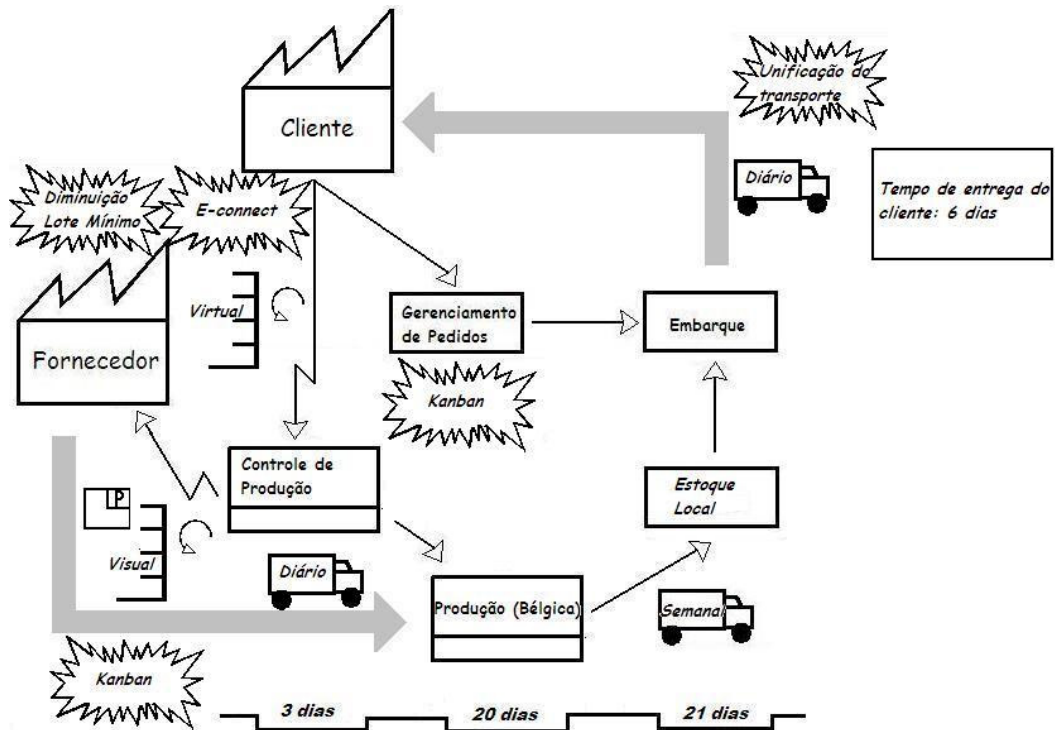 Unificação do
transporte
Cliente
Diário
Tempo de entrega do
cliente: 6 dias
Diminuição
Lote Mínimo
E-connect
Virtual
Gerenciamento
de Pedidos
Embarque
Fornecedor
Kanban
Controle de
Produção
Estoque
Local
P
Visual
Diário
Produção (Bélgica)
Semanal
Kanban
3 dias
20 dias
21 dias